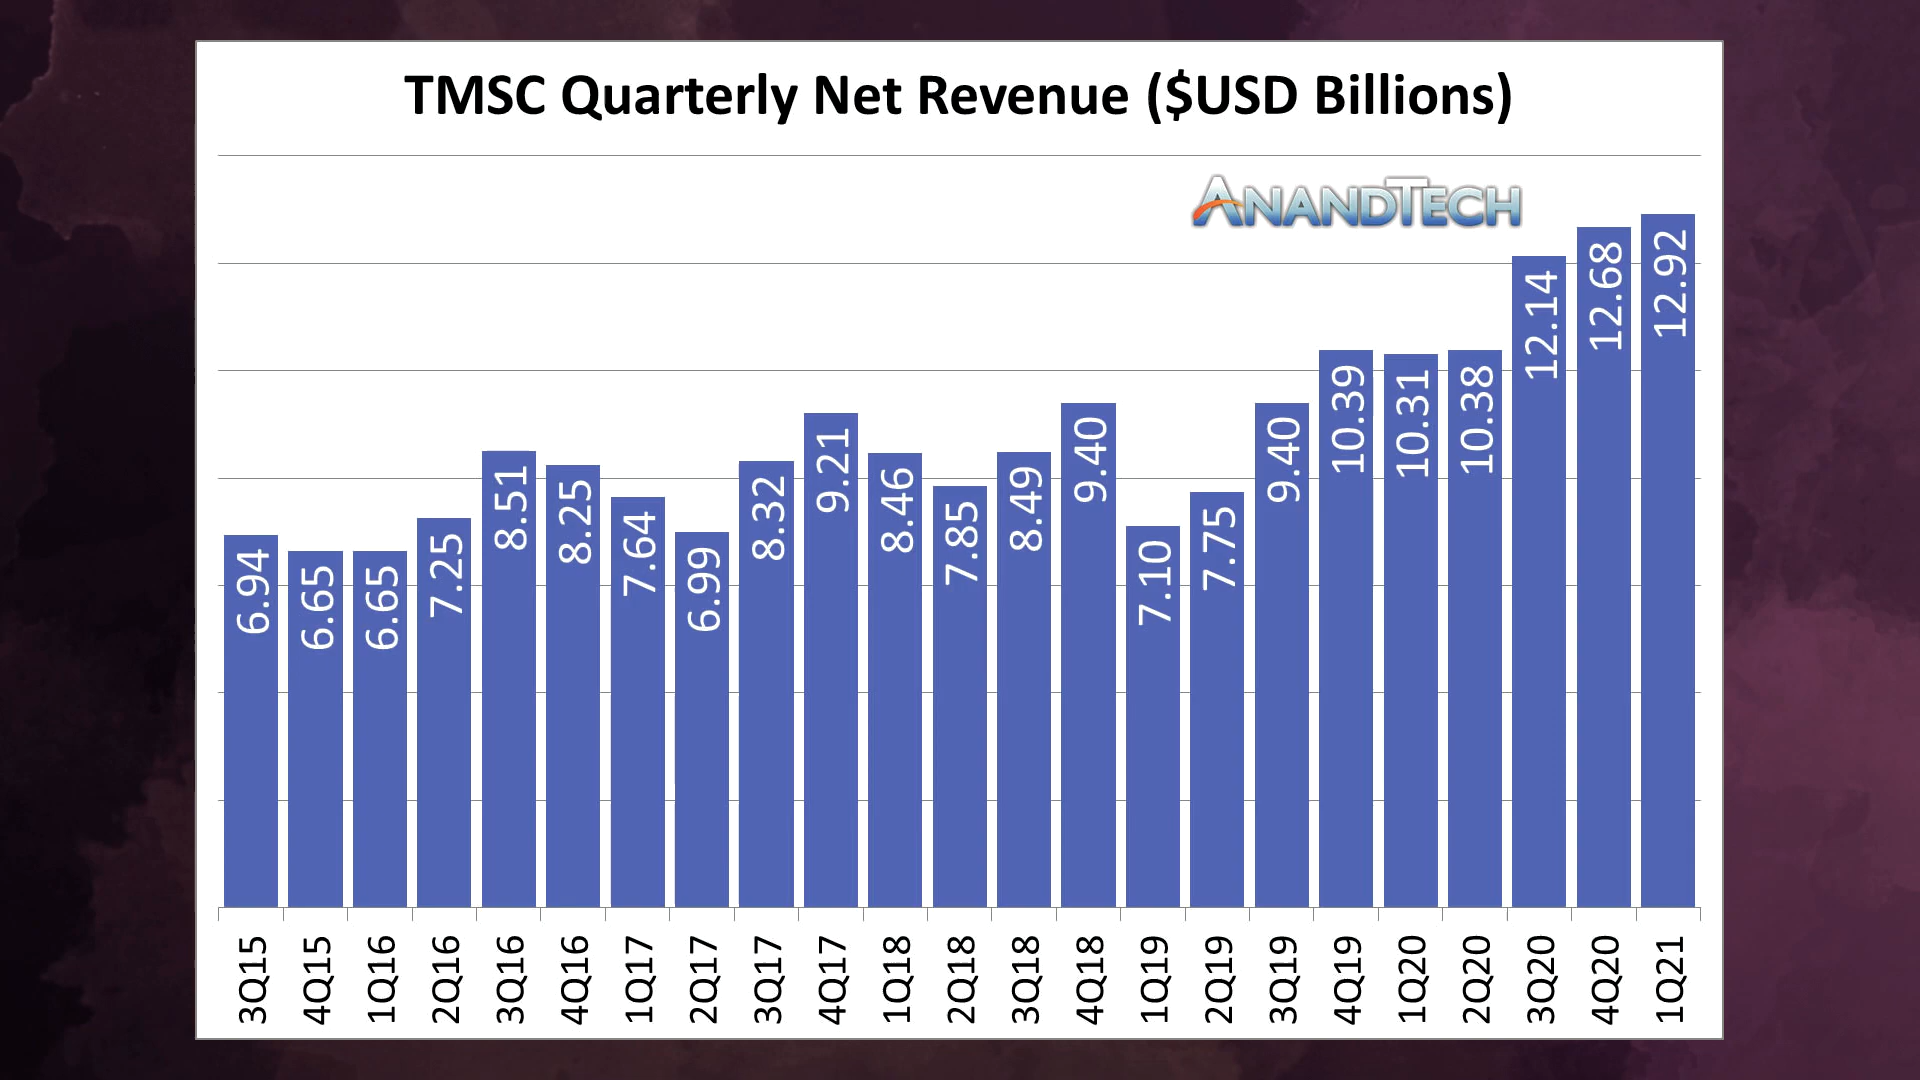 TMSC Quarterly Net Revenue ($USD Billions)
ANANDTECH
6.94
6.65
6.65
7.25
8.51
8.25
7.64
6.99
8.32
9.21
8.46
7.85
8.49
9.40
7.10
7.75
9.40
10.39
10.31
10.38
12.14
12.68
12.92
3Q15
4Q15
1Q16
2Q16
3Q16
4Q16
1Q17
2Q17
3Q17
4Q17
1Q18
2Q18
3Q18
4Q18
1Q19
2Q19
3Q19
4Q19
1Q20
2Q20
3Q20
4Q20
1Q21